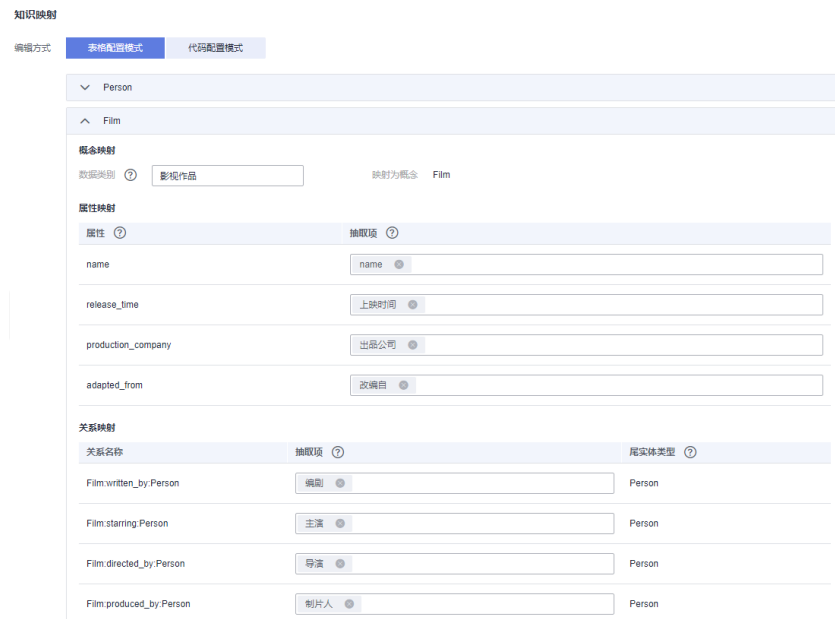 知识映射
编辑方式 表格配置模式 代码配置模式
Person
Film
概念映射
数据类别 ? 影视作品 映射为概念 Film
属性映射
属性 ? 抽取项 ?
name name
release_time 上映时间
production_company 出品公司
adapted_from 改编自
关系映射
关系名称 抽取项 ? 尾实体类型 ?
Film:written_by:Person 编剧 Person
Film:starring:Person 主演 Person
Film:directed_by:Person 导演 Person
Film:produced_by:Person 制片人 Person